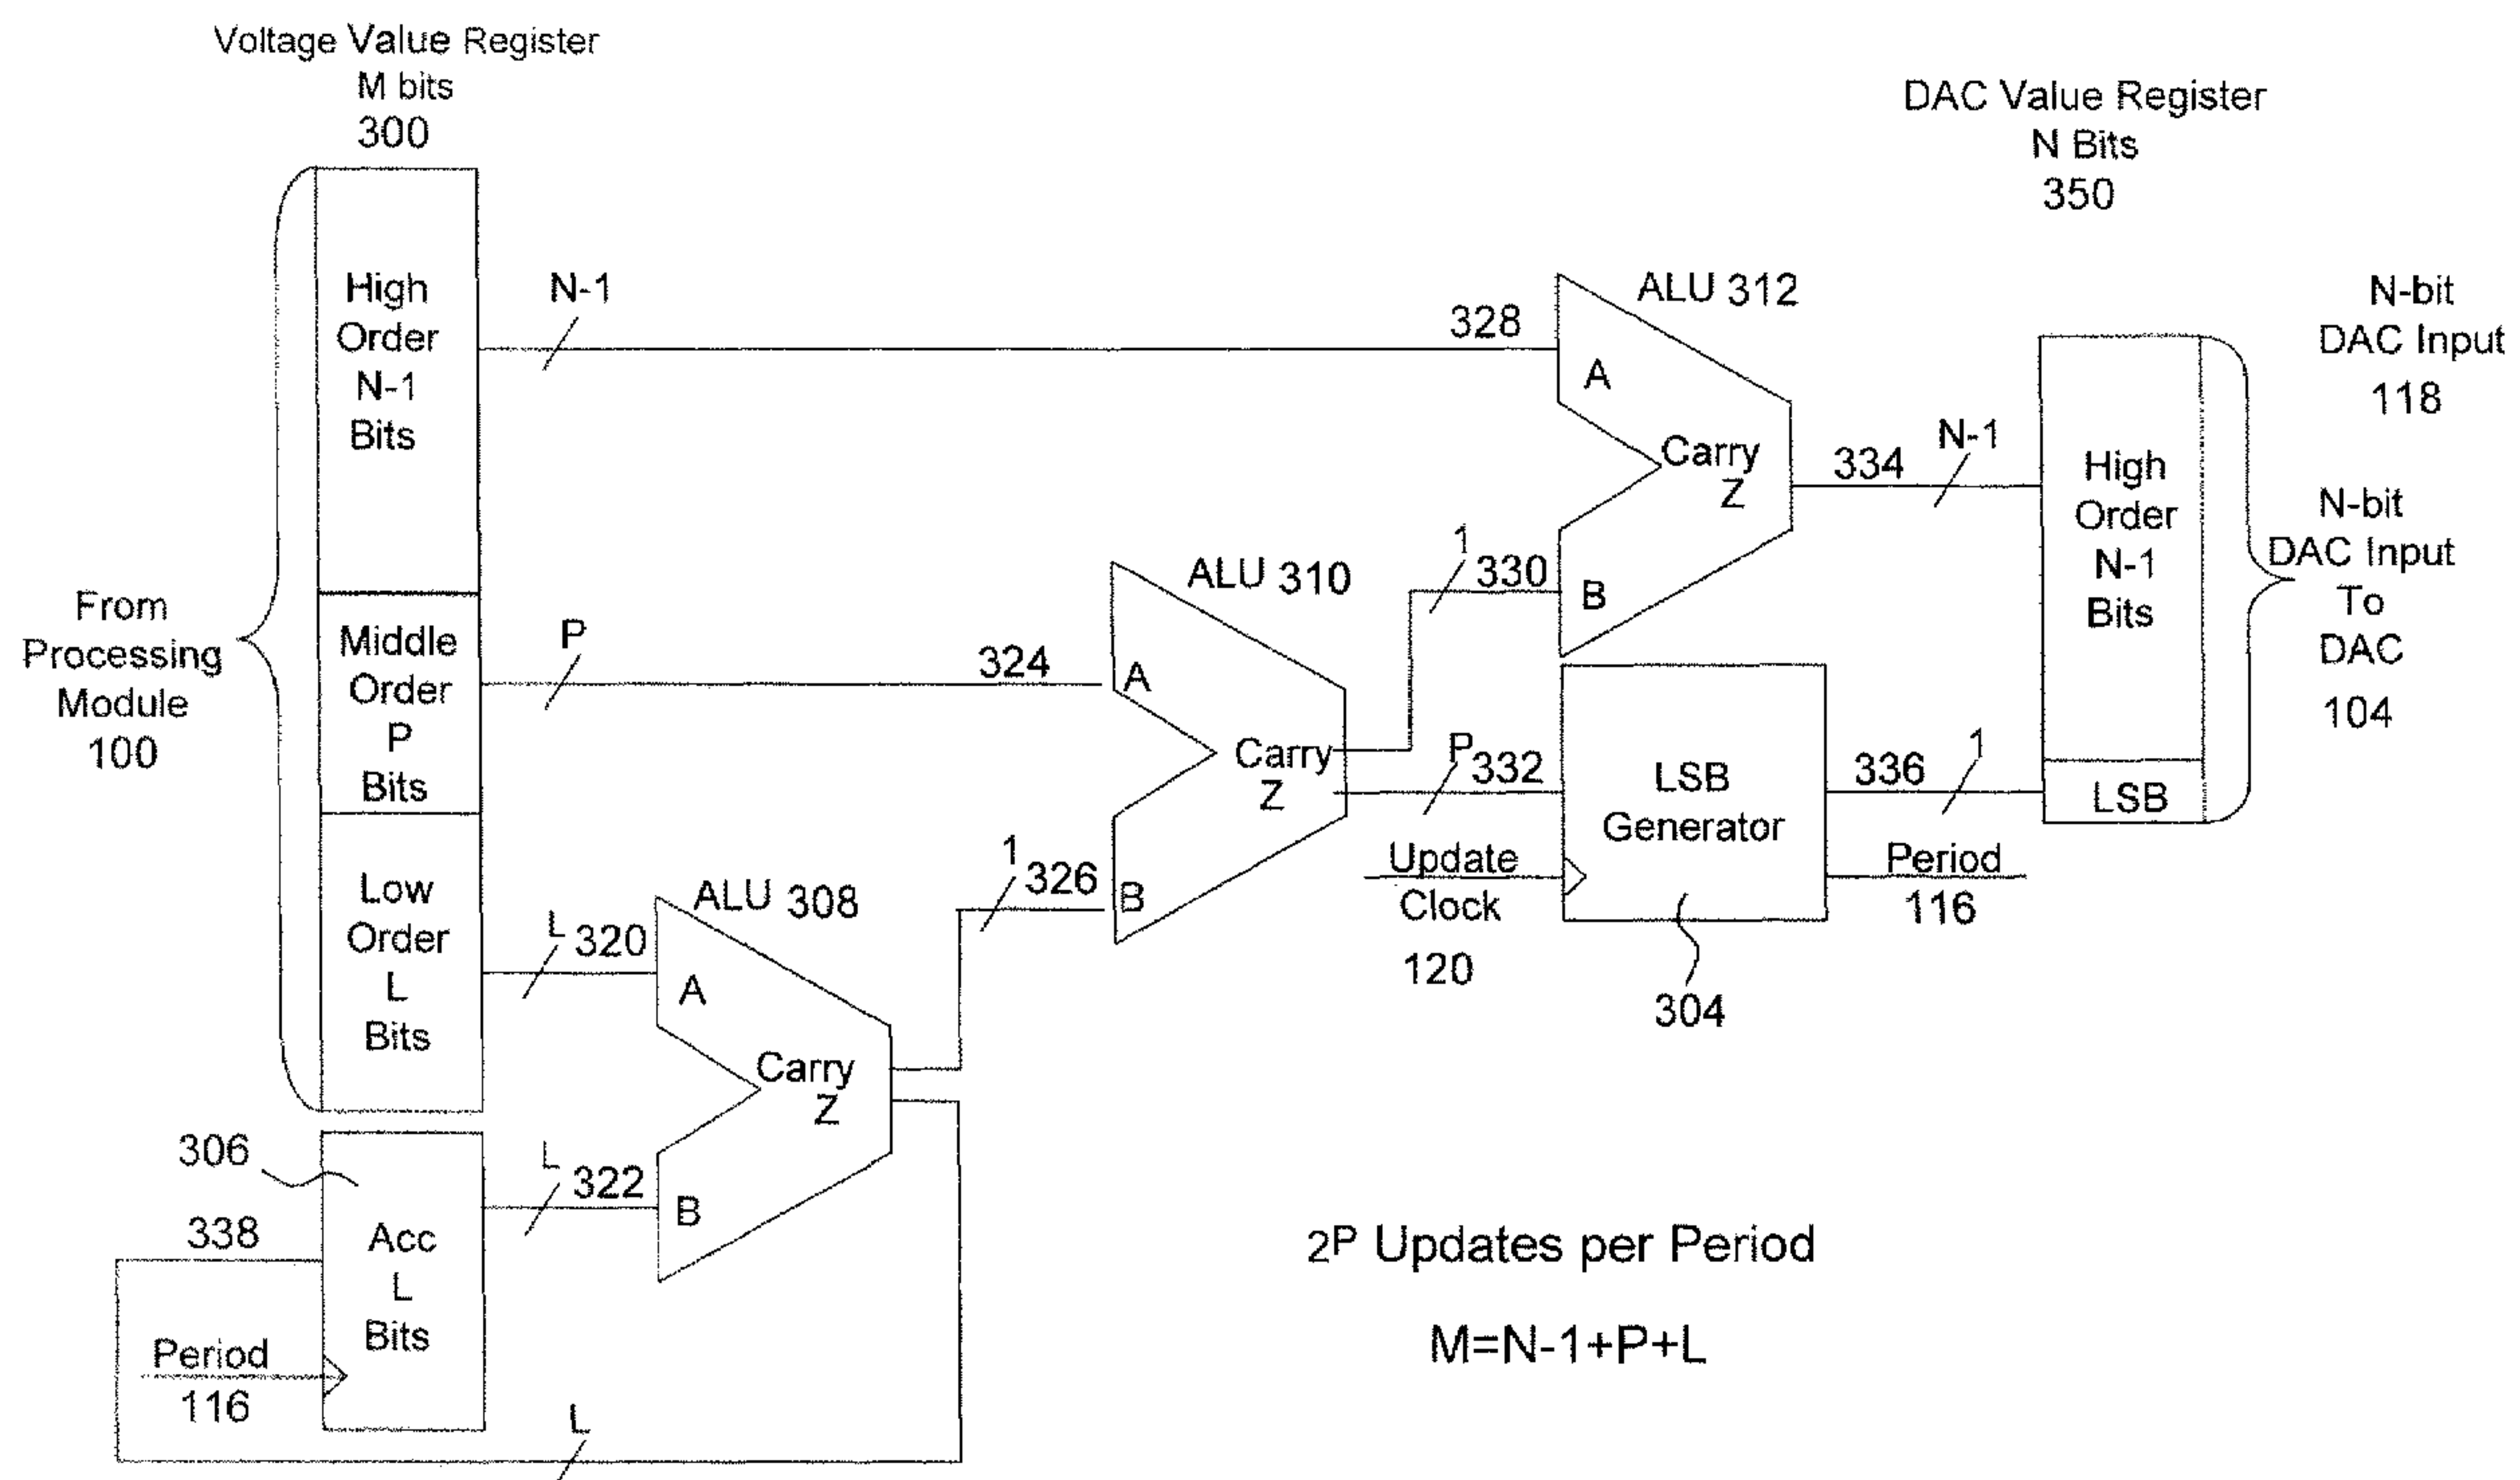 Voltage Value Register
M bits
300
DAC Value Register
N Bits
350
High
Order
N-1
Bits
Middle
Order
P
Bits
Low
Order
L
Bits
From
Processing
Module
100
N-1
328
ALU 312
A
Carry
Z
B
334
N-1
High
Order
N-1
Bits
LSB
N-bit
DAC Input
118
N-bit
DAC Input
To
DAC
104
P
324
ALU 310
A
Carry
Z
B
1
330
P
332
LSB
Generator
304
Update
Clock
120
336
1
Period
116
L
320
ALU 308
A
Carry
Z
B
1
326
306
338
Acc
L
Bits
L
322
Period
116
L
2P Updates per Period
M=N-1+P+L